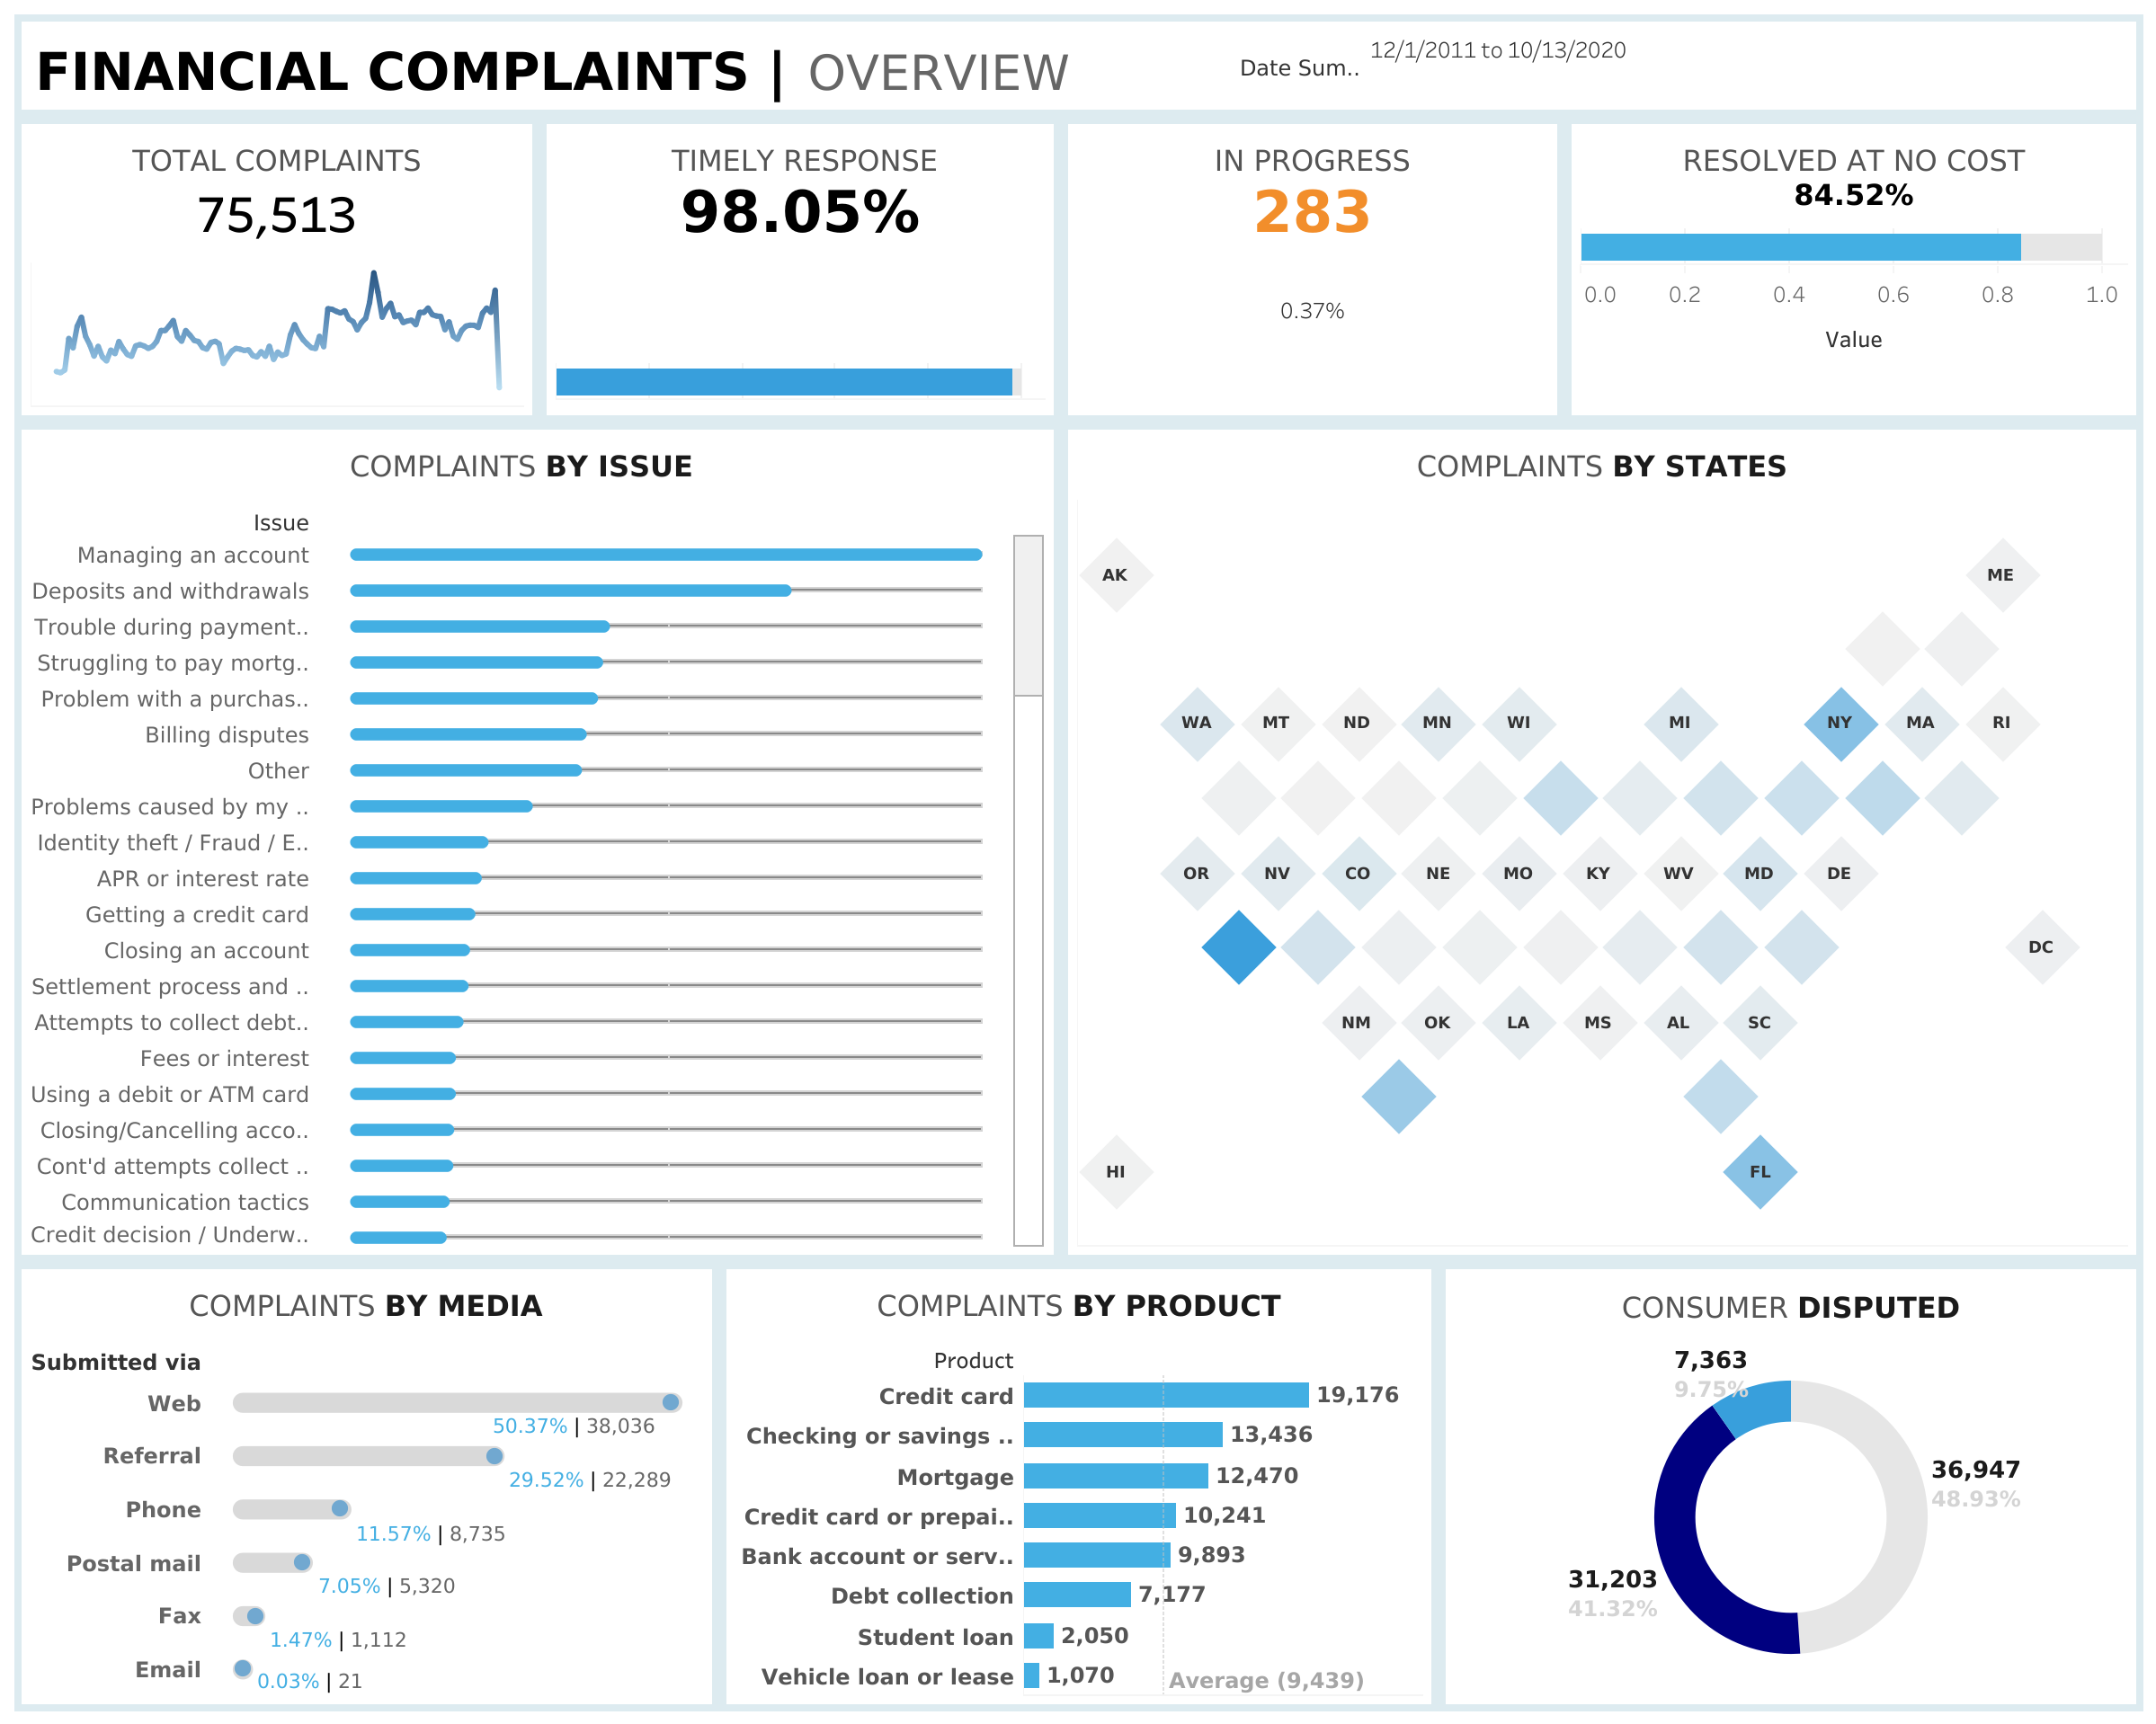 FINANCIAL COMPLAINTS | OVERVIEW
Date Sum.. 12/1/2011 to 10/13/2020
TOTAL COMPLAINTS
75,513
TIMELY RESPONSE
98.05%
IN PROGRESS
283
0.37%
RESOLVED AT NO COST
84.52%
0.0 0.2 0.4 0.6 0.8 1.0
Value
COMPLAINTS BY ISSUE
Issue
Managing an account
Deposits and withdrawals
Trouble during payment..
Struggling to pay mortg..
Problem with a purchas..
Billing disputes
Other
Problems caused by my ..
Identity theft / Fraud / E..
APR or interest rate
Getting a credit card
Closing an account
Settlement process and ..
Attempts to collect debt..
Fees or interest
Using a debit or ATM card
Closing/Cancelling acco..
Cont'd attempts collect ..
Communication tactics
Credit decision / Underw..
COMPLAINTS BY STATES
AK ME
WA MT ND MN WI MI NY MA RI
OR NV CO NE MO KY WV MD DE
DC
NM OK LA MS AL SC
HI FL
COMPLAINTS BY MEDIA
Submitted via
Web
50.37% | 38,036
Referral
29.52% | 22,289
Phone
11.57% | 8,735
Postal mail
7.05% | 5,320
Fax
1.47% | 1,112
Email
0.03% | 21
COMPLAINTS BY PRODUCT
Product
Credit card 19,176
Checking or savings .. 13,436
Mortgage 12,470
Credit card or prepai.. 10,241
Bank account or serv.. 9,893
Debt collection 7,177
Student loan 2,050
Vehicle loan or lease 1,070
Average (9,439)
CONSUMER DISPUTED
7,363
9.75%
36,947
48.93%
31,203
41.32%